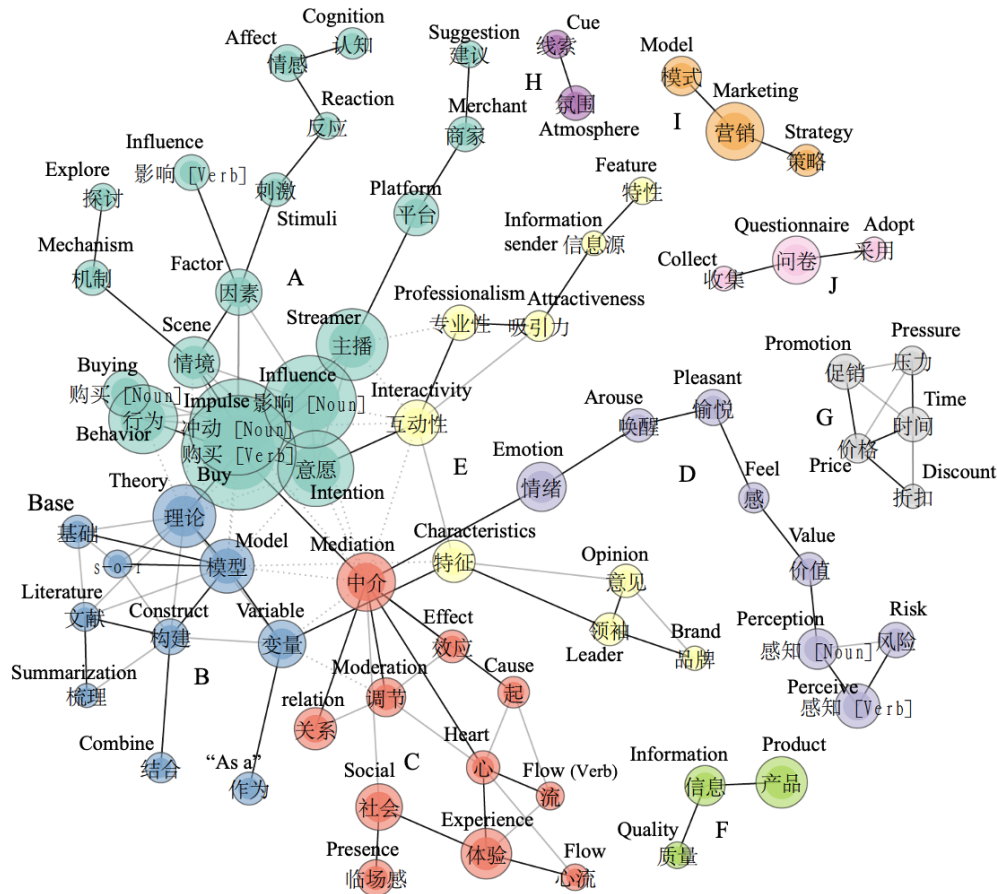 Cognition
认知
Affect
情感
Reaction
反应
Influence
影响 [Verb]
刺激
Stimuli
Explore
探讨
Mechanism
机制
Factor
因素
A
Scene
情境
Suggestion
建议
Merchant
商家
Platform
平台
Streamer
主播
Buying
购买 [Noun]
行为
Behavior
Influence
影响 [Noun]
Impulse
冲动 [Noun]
购买 [Verb]
Buy
意愿
Intention
Cue
线索
H
氛围
Atmosphere
Model
模式
Marketing
营销
I
Strategy
策略
Feature
特性
Information
sender 信息源
Professionalism
专业性
Attractiveness
吸引力
Interactivity
互动性
E
Characteristics
特征
Opinion
意见
领袖
Leader
Brand
品牌
Questionnaire
问卷
Adopt
采用
Collect
收集
J
Promotion
促销
Pressure
压力
Time
时间
G
价格
Price
Discount
折扣
Arouse
唤醒
Pleasant
愉悦
Emotion
情绪
D
Feel
感
Value
价值
Perception
感知 [Noun]
Risk
风险
Perceive
感知 [Verb]
Theory
理论
Base
基础
s-o-r
Model
模型
Literature
文献
Construct
构建
Variable
变量
Summarization
梳理
B
Combine
结合
“As a”
作为
Mediation
中介
Effect
效应
Moderation
调节
relation
关系
Cause
起
Heart
心
C
Social
社会
Flow (Verb)
流
Experience
体验
Presence
临场感
Flow
心流
Information
信息
Product
产品
Quality
质量
F